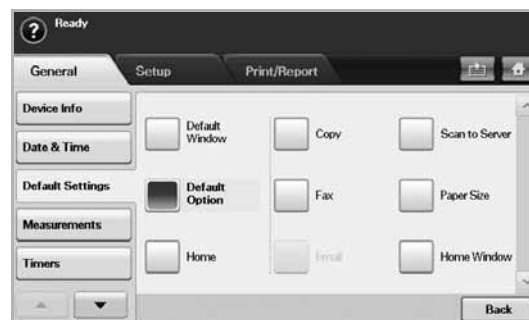 ?
Ready
General Setup Print/Report
Device Info
Date & Time
Default Settings
Measurements
Timers
Default
Window
Default
Option
Home
Copy
Fax
Email
Scan to Server
Paper Size
Home Window
Back